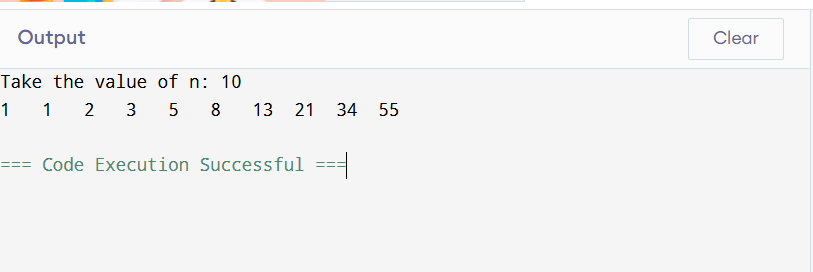 Output
Clear
Take the value of n: 10
1   1   2   3   5   8   13  21  34  55
=== Code Execution Successful ===